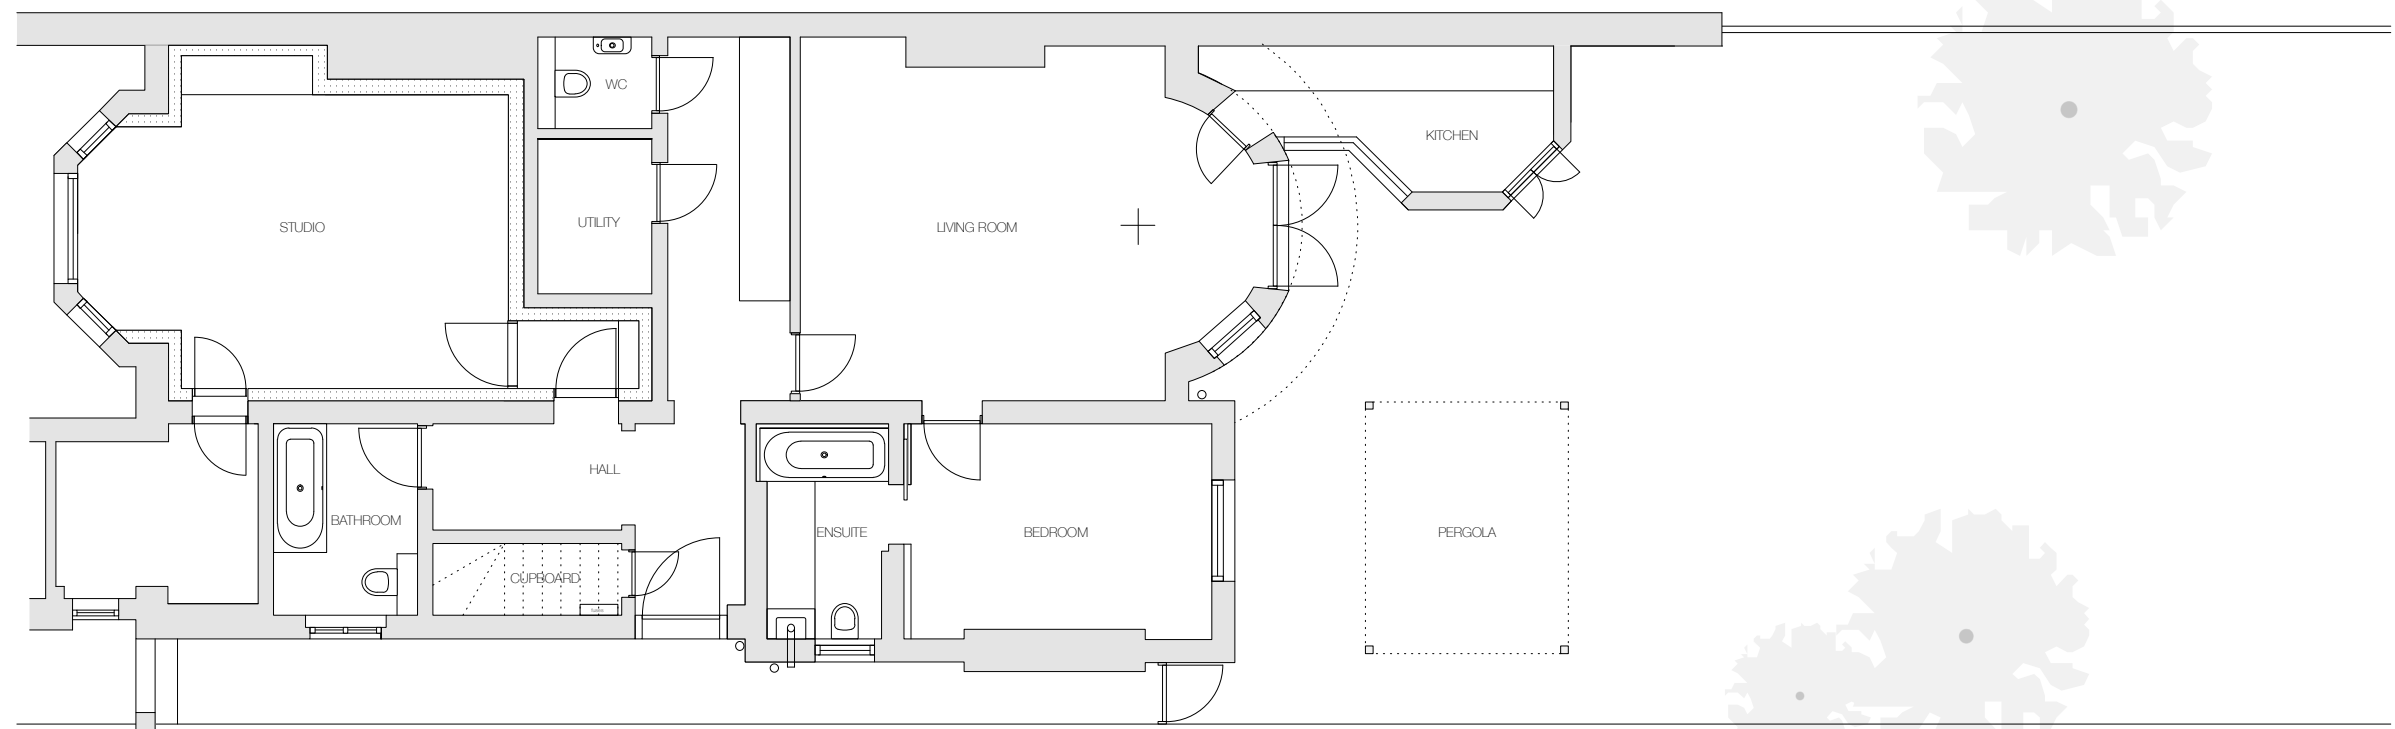 WC
KITCHEN
STUDIO
UTILITY
LIVING ROOM
HALL
BATHROOM
ENSUITE
BEDROOM
PERGOLA
CUPBOARD